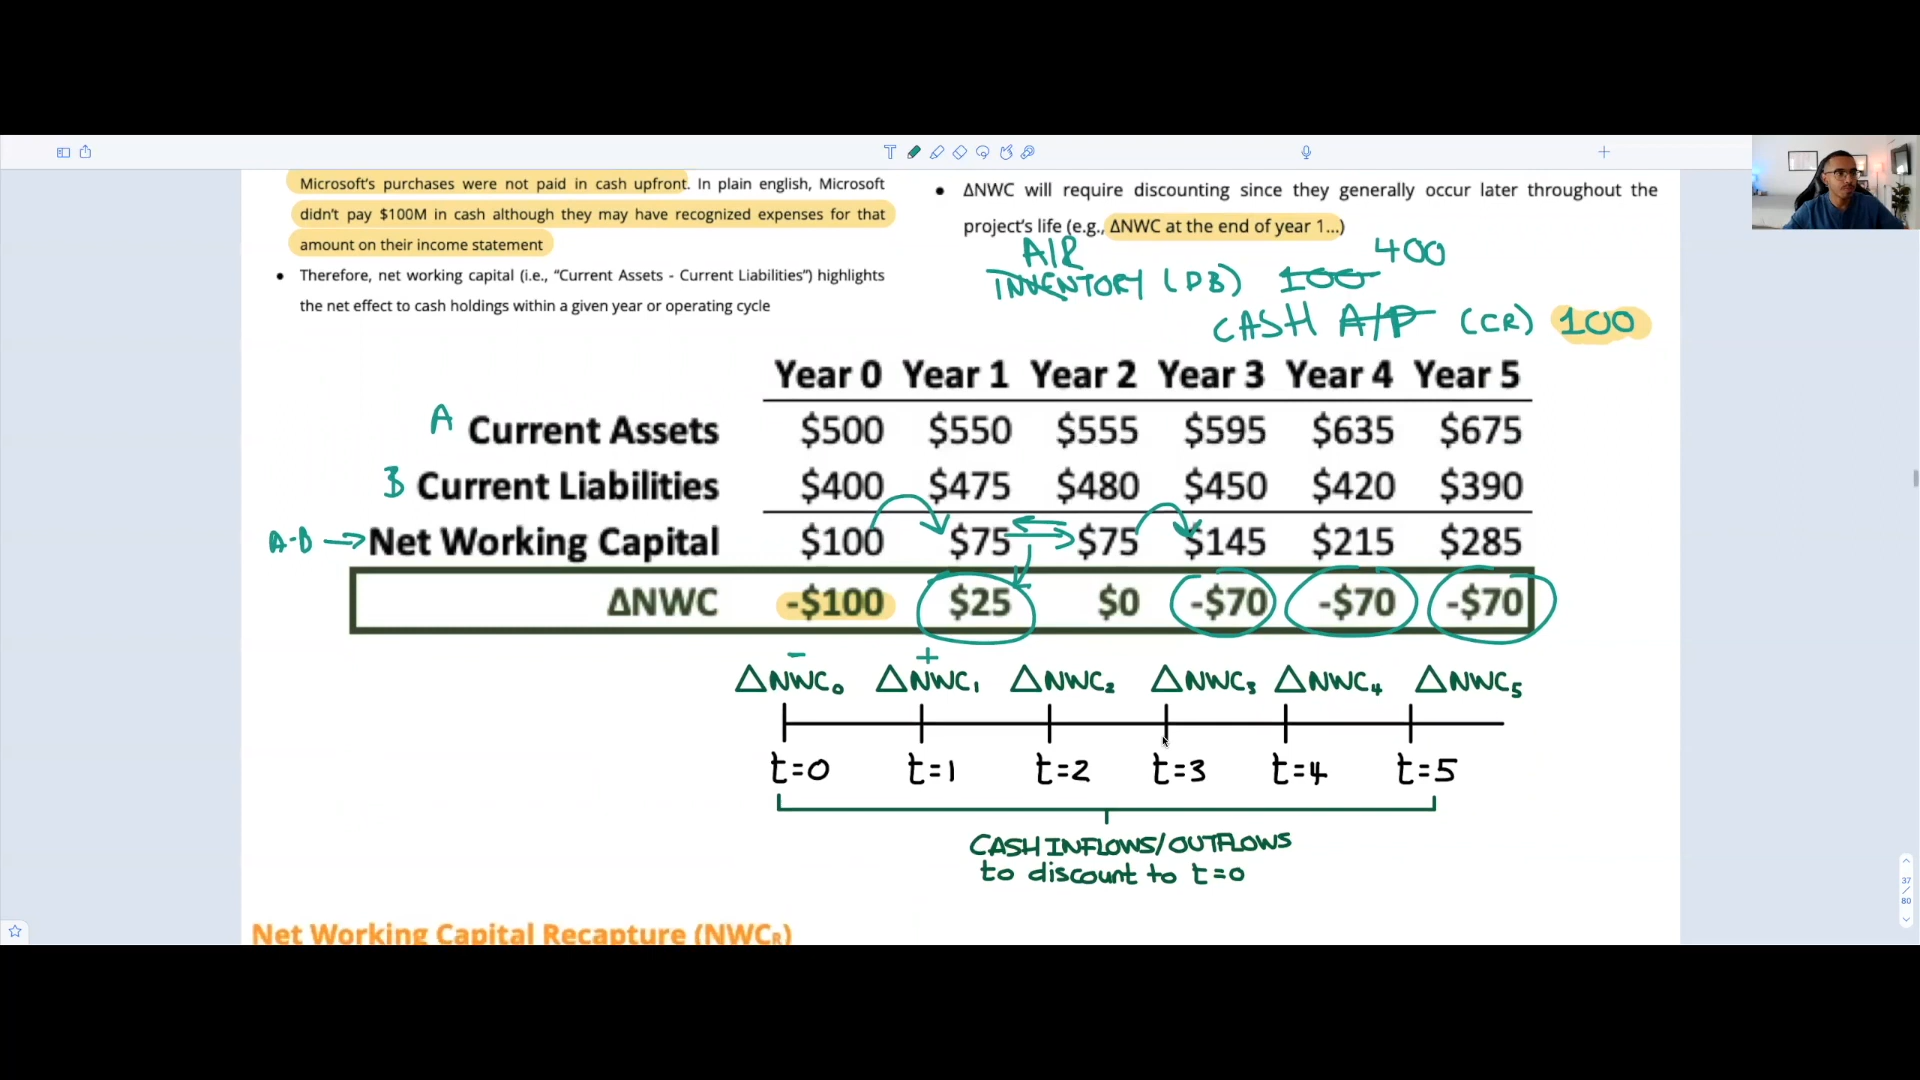 Microsoft's purchases were not paid in cash upfront. In plain english, Microsoft
didn't pay $100M in cash although they may have recognized expenses for that
amount on their income statement
• Therefore, net working capital (i.e., "Current Assets - Current Liabilities") highlights
the net effect to cash holdings within a given year or operating cycle
• ΔNWC will require discounting since they generally occur later throughout the
project's life (e.g., ΔNWC at the end of year 1...)
A/R 400
INVENTORY (DB) 100
CASH A/P (CR) 100
Year 0 Year 1 Year 2 Year 3 Year 4 Year 5
A Current Assets $500 $550 $555 $595 $635 $675
B Current Liabilities $400 $475 $480 $450 $420 $390
A-B → Net Working Capital $100 $75 $75 $145 $215 $285
ΔNWC -$100 $25 $0 -$70 -$70 -$70
- +
ΔNWC₀ ΔNWC₁ ΔNWC₂ ΔNWC₃ ΔNWC₄ ΔNWC₅
t=0 t=1 t=2 t=3 t=4 t=5
CASH INFLOWS/OUTFLOWS
to discount to t=0
Net Working Capital Recapture (NWCR)
37
/
80